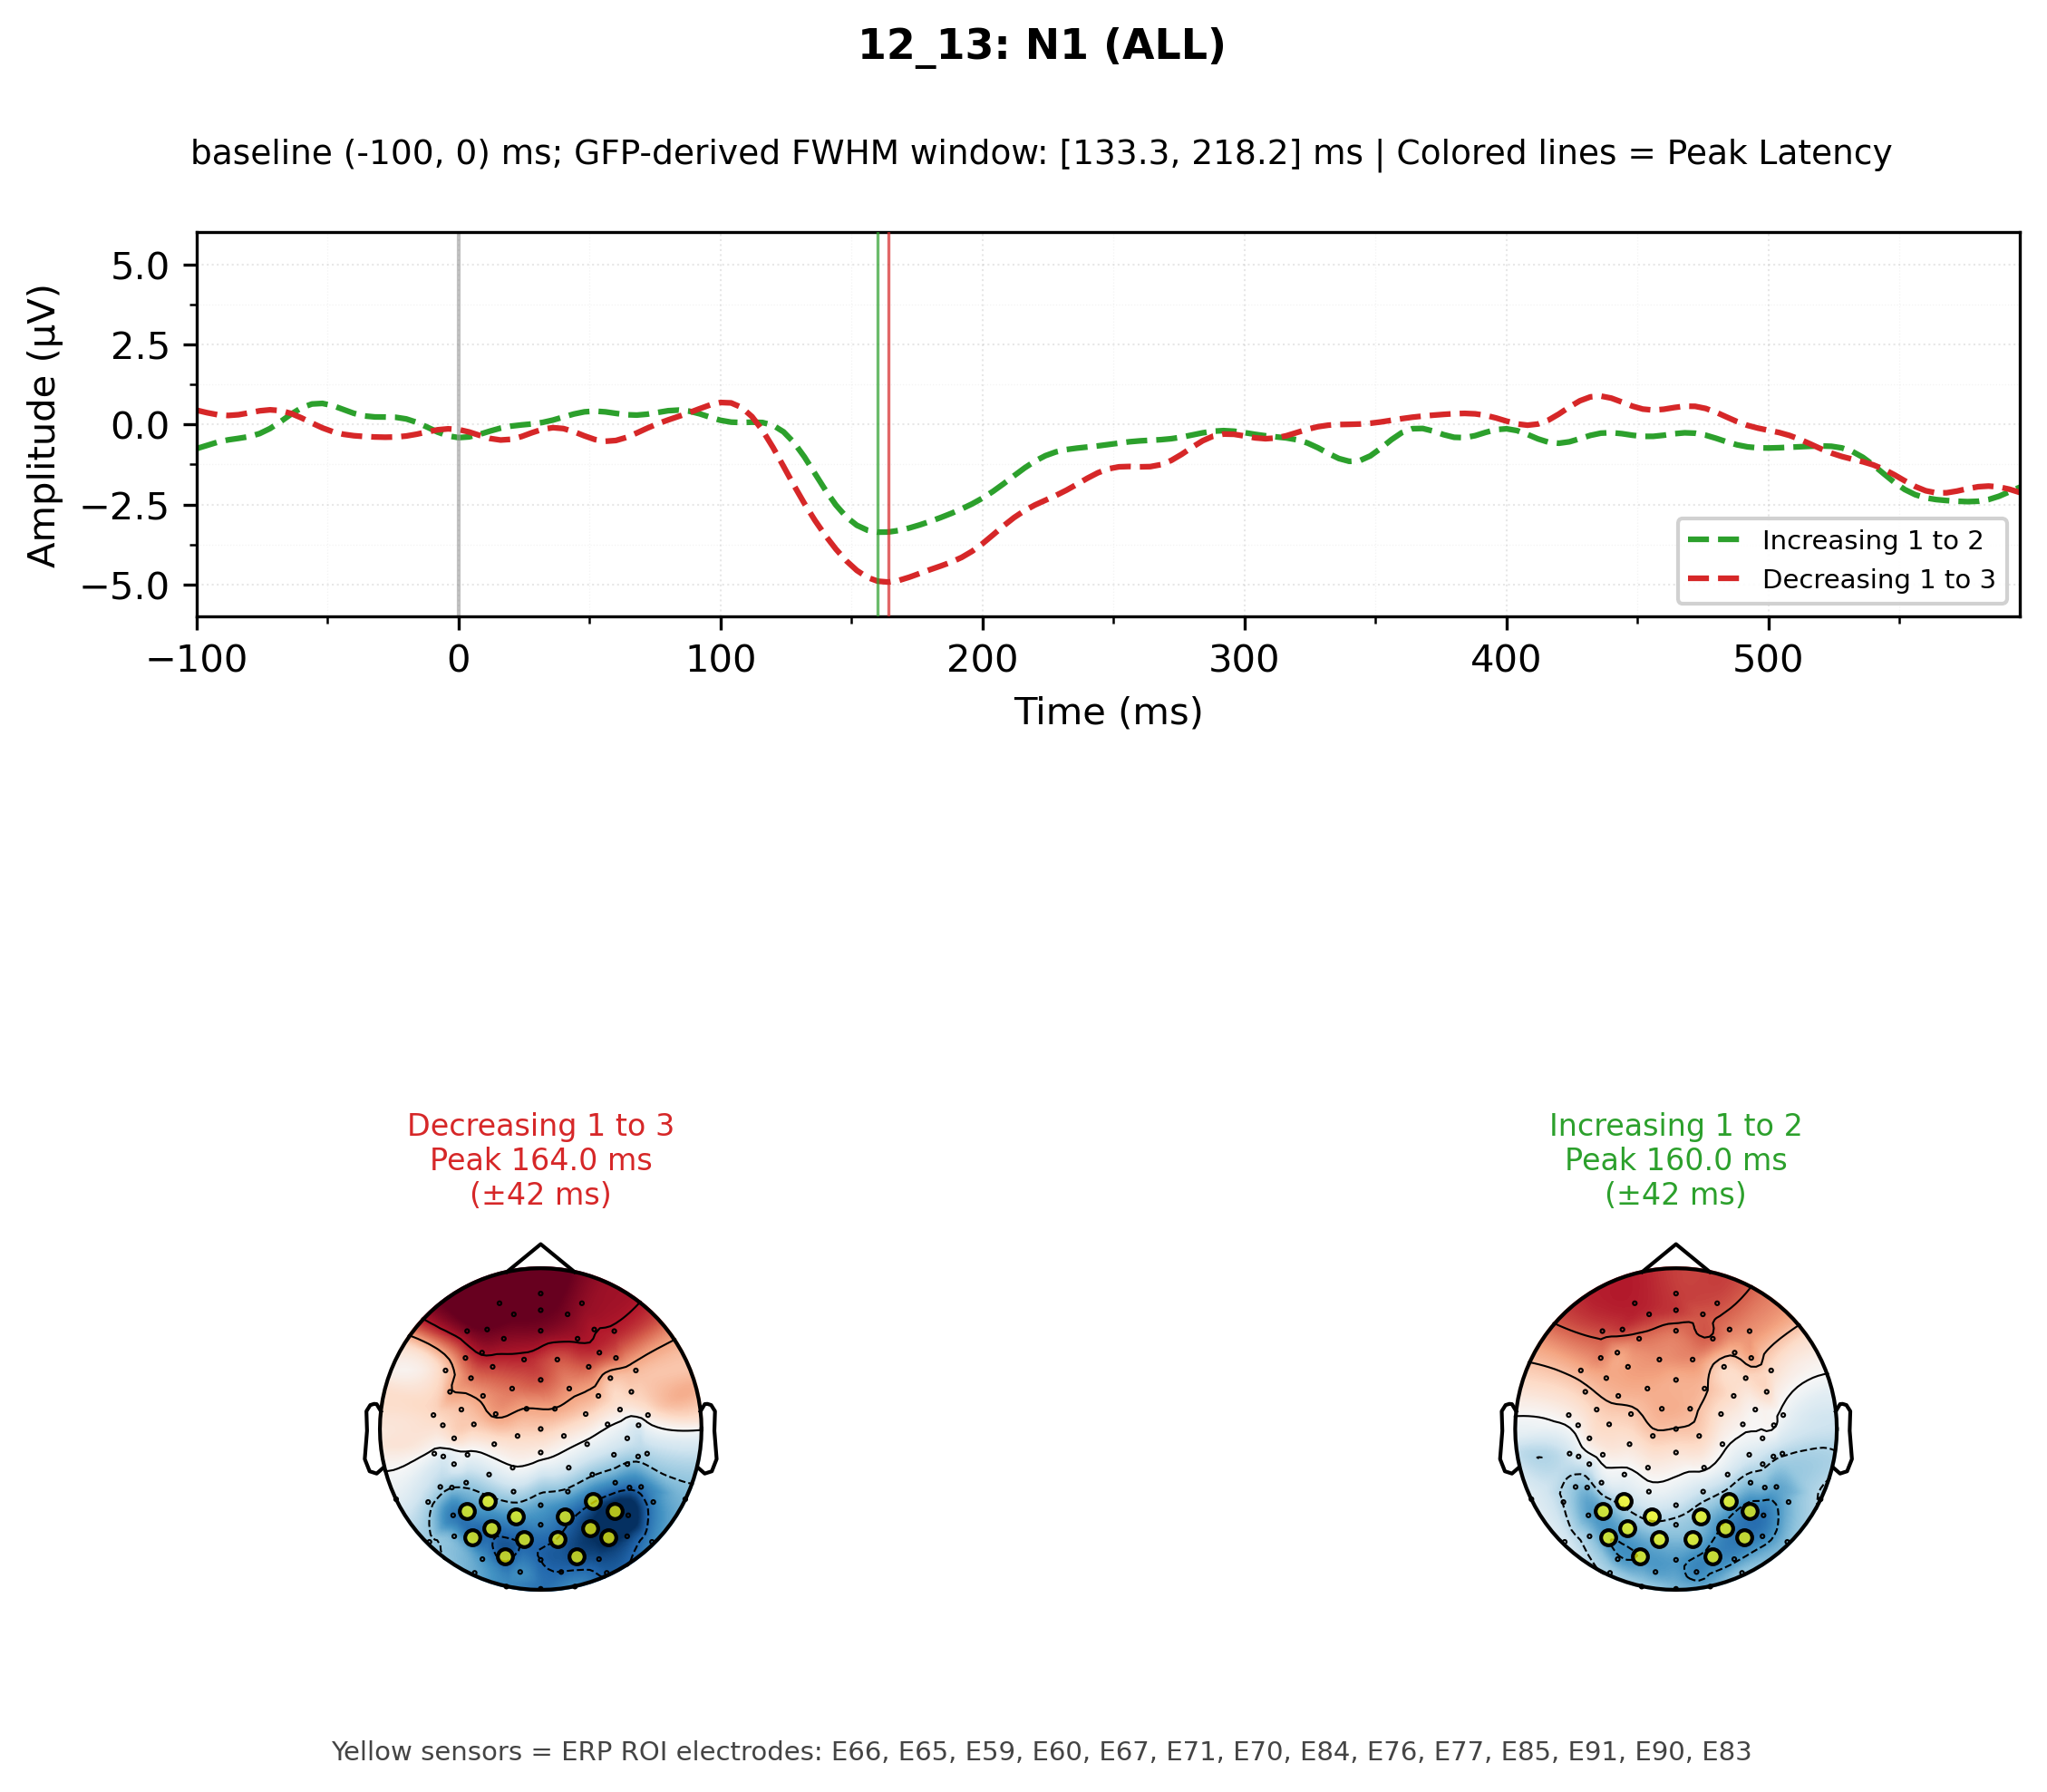 12_13: N1 (ALL)
baseline (-100, 0) ms; GFP-derived FWHM window: [133.3, 218.2] ms | Colored lines = Peak Latency
Amplitude (µV)
5.0
2.5
0.0
−2.5
−5.0
Increasing 1 to 2
Decreasing 1 to 3
−100 0 100 200 300 400 500
Time (ms)
Decreasing 1 to 3
Peak 164.0 ms
(±42 ms)
Increasing 1 to 2
Peak 160.0 ms
(±42 ms)
Yellow sensors = ERP ROI electrodes: E66, E65, E59, E60, E67, E71, E70, E84, E76, E77, E85, E91, E90, E83